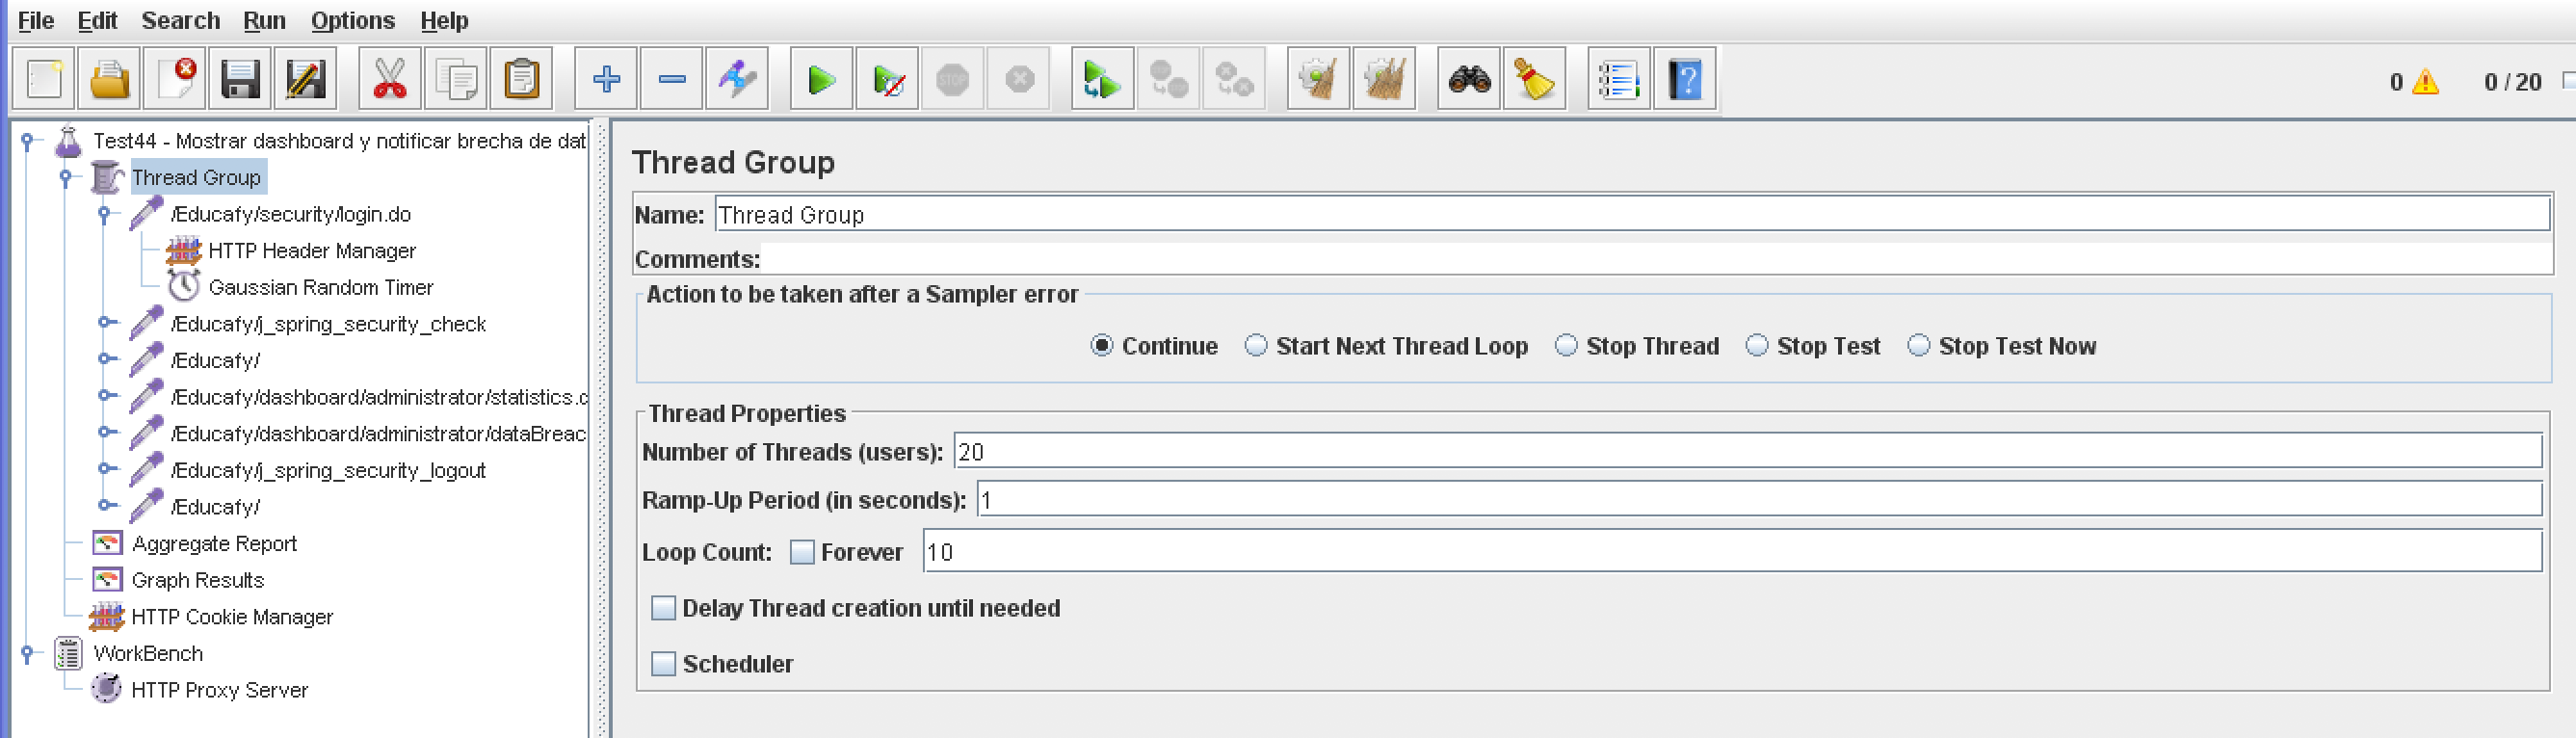 File Edit Search Run Options Help
STOP
0 0 / 20
Test44 - Mostrar dashboard y notificar brecha de dat
Thread Group
/Educafy/security/login.do
HTTP Header Manager
Gaussian Random Timer
/Educafy/j_spring_security_check
/Educafy/
/Educafy/dashboard/administrator/statistics.c
/Educafy/dashboard/administrator/dataBreac
/Educafy/j_spring_security_logout
/Educafy/
Aggregate Report
Graph Results
HTTP Cookie Manager
WorkBench
HTTP Proxy Server
Thread Group
Name: Thread Group
Comments:
Action to be taken after a Sampler error
Continue Start Next Thread Loop Stop Thread Stop Test Stop Test Now
Thread Properties
Number of Threads (users): 20
Ramp-Up Period (in seconds): 1
Loop Count: Forever 10
Delay Thread creation until needed
Scheduler